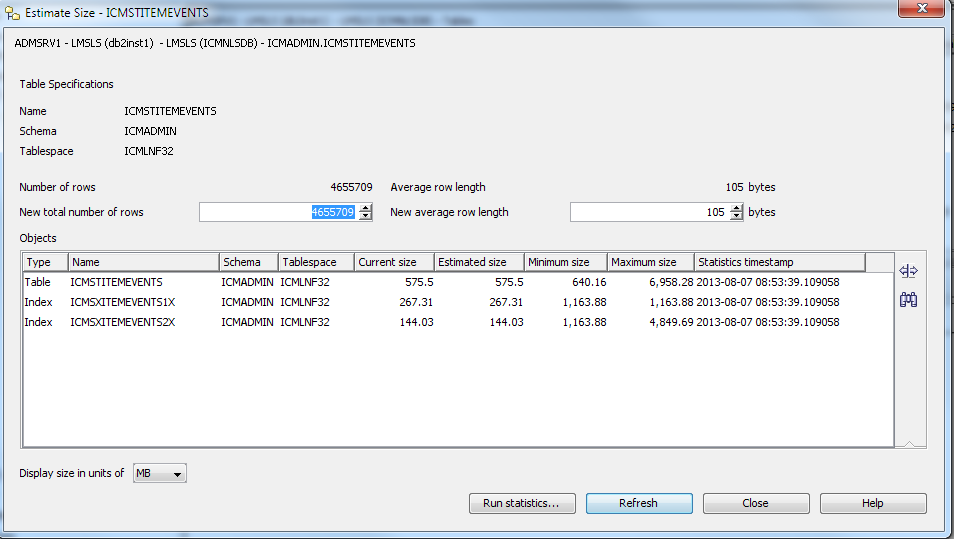 Estimate Size - ICMSTITEMEVENTS
ADMSRV1 - LMSLS (db2inst1) - LMSLS (ICMNLSDB) - ICMADMIN.ICMSTITEMEVENTS
Table Specifications
Name ICMSTITEMEVENTS
Schema ICMADMIN
Tablespace ICMLNF32
Number of rows 4655709 Average row length 105 bytes
New total number of rows 4655709 New average row length 105 bytes
Objects
Type Name Schema Tablespace Current size Estimated size Minimum size Maximum size Statistics timestamp
Table ICMSTITEMEVENTS ICMADMIN ICMLNF32 575.5 575.5 640.16 6,958.28 2013-08-07 08:53:39.109058
Index ICMSXITEMEVENTS1X ICMADMIN ICMLNF32 267.31 267.31 1,163.88 1,163.88 2013-08-07 08:53:39.109058
Index ICMSXITEMEVENTS2X ICMADMIN ICMLNF32 144.03 144.03 1,163.88 4,849.69 2013-08-07 08:53:39.109058
Display size in units of MB
Run statistics... Refresh Close Help